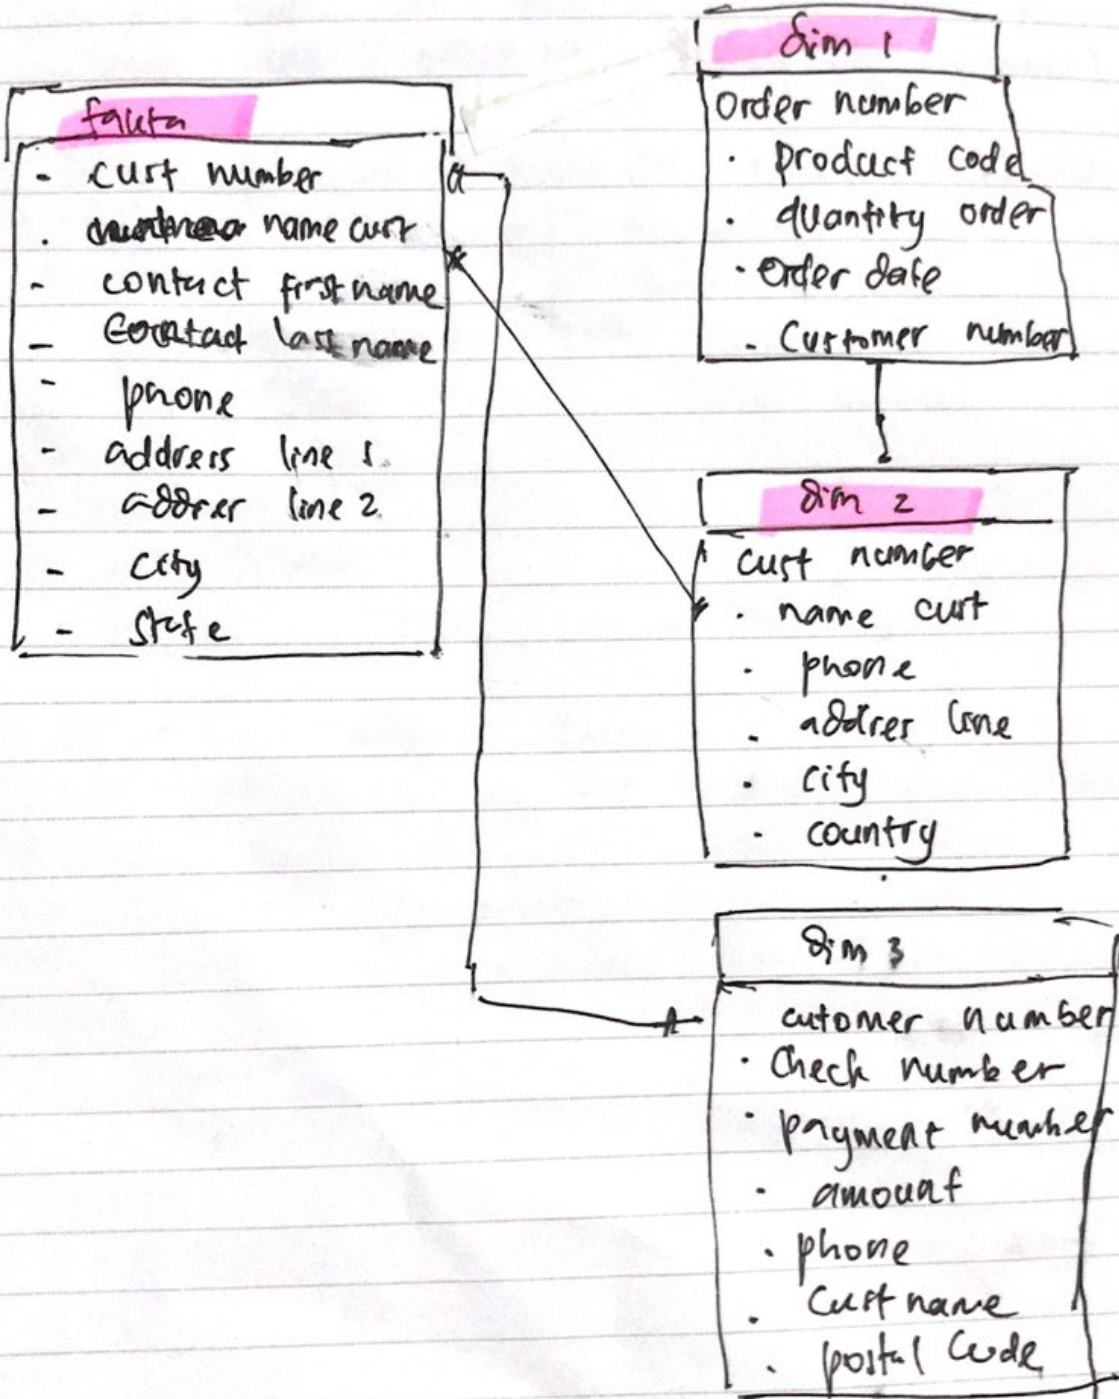 fakta
- cust number
. name cust
- contact first name
- contact last name
- phone
- address line 1
- addres line 2
- city
- state
dim 1
Order number
. product code
. quantity order
. order date
. Customer number
dim 2
cust number
. name cust
. phone
. addres line
. city
. country
dim 3
cutomer number
. Check number
. payment number
. amount
. phone
. Cust name
. postal Code